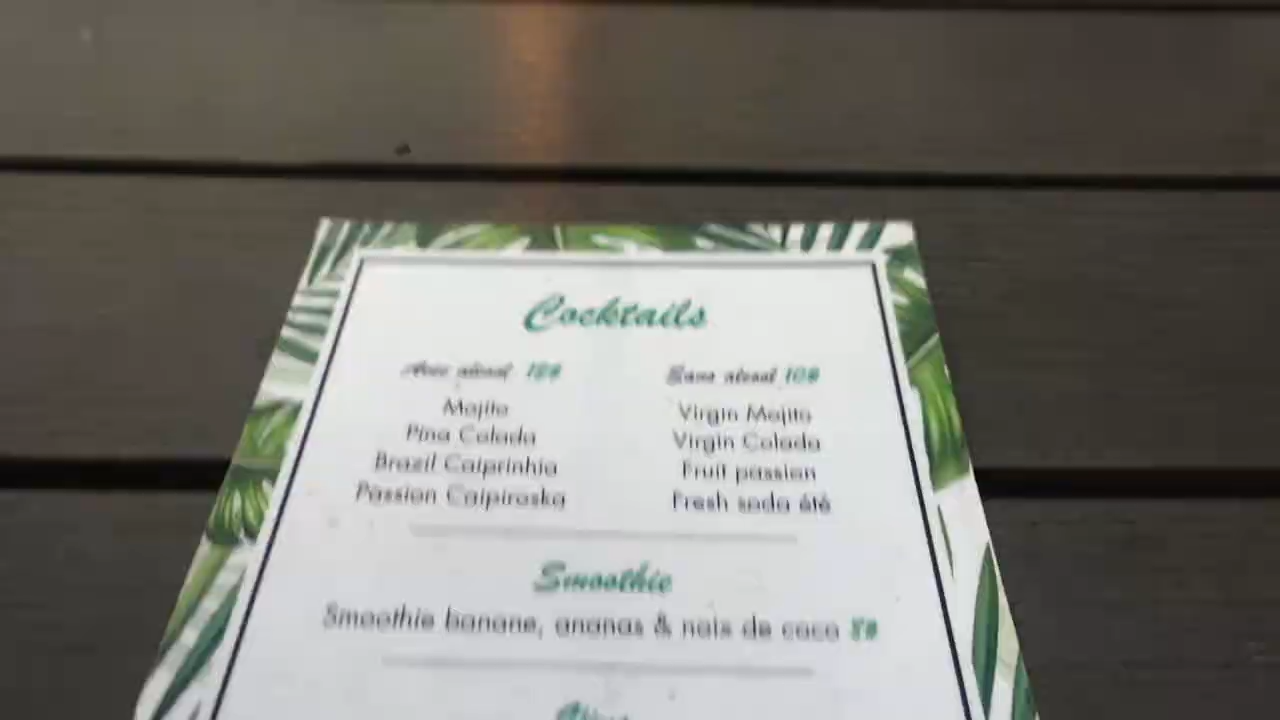 Cocktails
Avec alcool 12€
Sans alcool 10€
Mojito
Pina Colada
Brazil Caiprinhia
Passion Caipiroska
Virgin Mojito
Virgin Colada
Fruit passion
Fresh soda été
Smoothie
Smoothie banane, ananas & noix de coco 8€